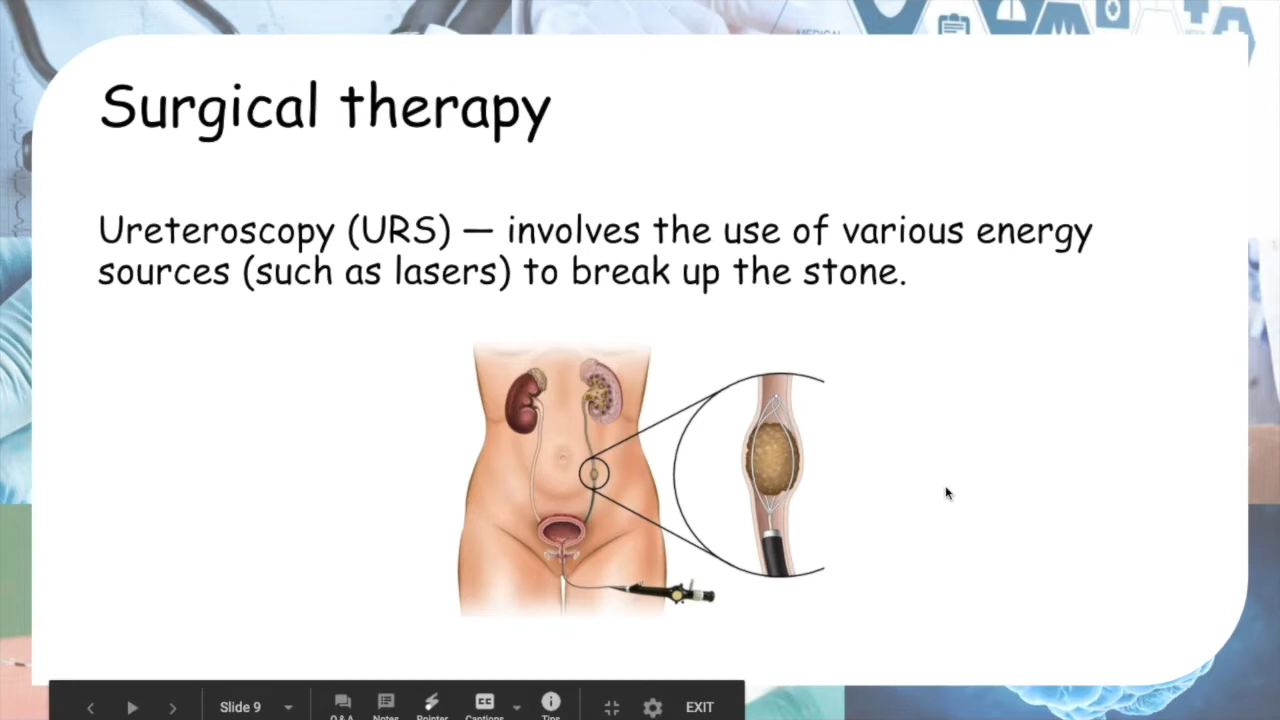 MEDICAL
Surgical therapy
Ureteroscopy (URS) — involves the use of various energy
sources (such as lasers) to break up the stone.
Slide 9
Q&A Notes Pointer Captions Tips
EXIT